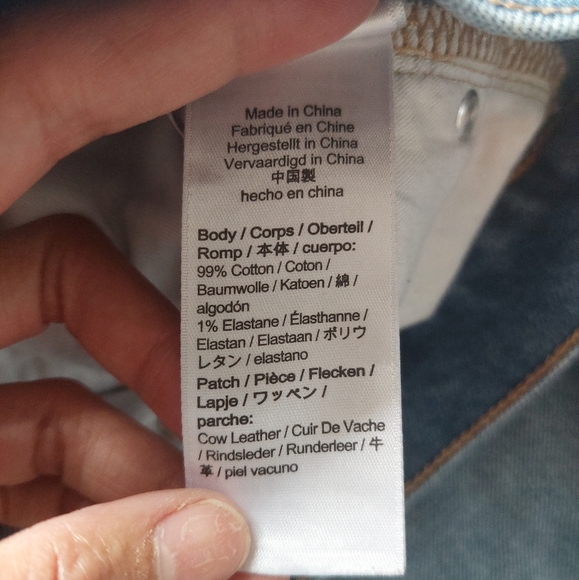 Made in China
Fabriqué en Chine
Hergestellt in China
Vervaardigd in China
中国製
hecho en china
Body / Corps / Oberteil /
Romp / 本体 / cuerpo:
99% Cotton / Coton /
Baumwolle / Katoen / 綿 /
algodón
1% Elastane / Élasthanne /
Elastan / Elastaan / ポリウ
レタン / elastano
Patch / Pièce / Flecken /
Lapje / ワッペン /
parche:
Cow Leather / Cuir De Vache
/ Rindsleder / Runderleer / 牛
革 / piel vacuno